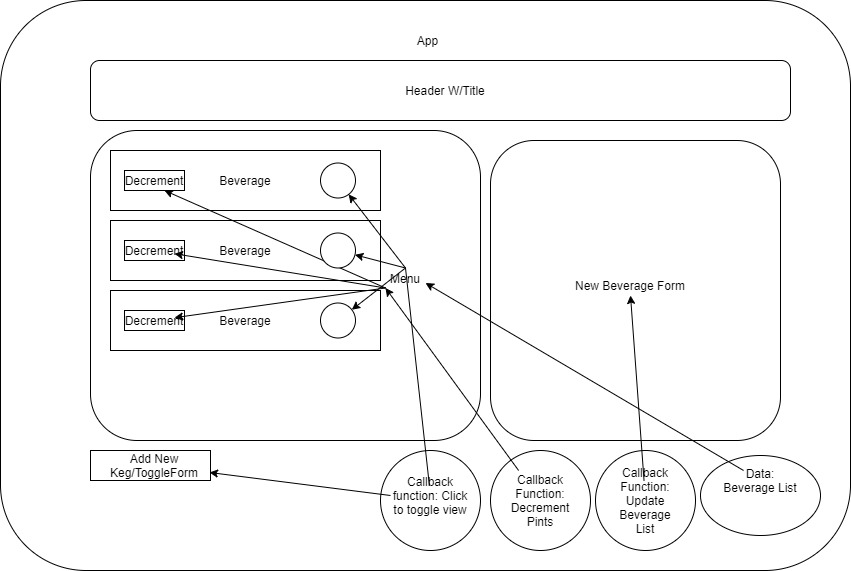 App
Header W/Title
Decrement
Beverage
Decrement
Beverage
Menu
Decrement
Beverage
New Beverage Form
Add New
Keg/ToggleForm
Callback
function: Click
to toggle view
Callback
Function:
Decrement
Pints
Callback
Function:
Update
Beverage
List
Data:
Beverage List